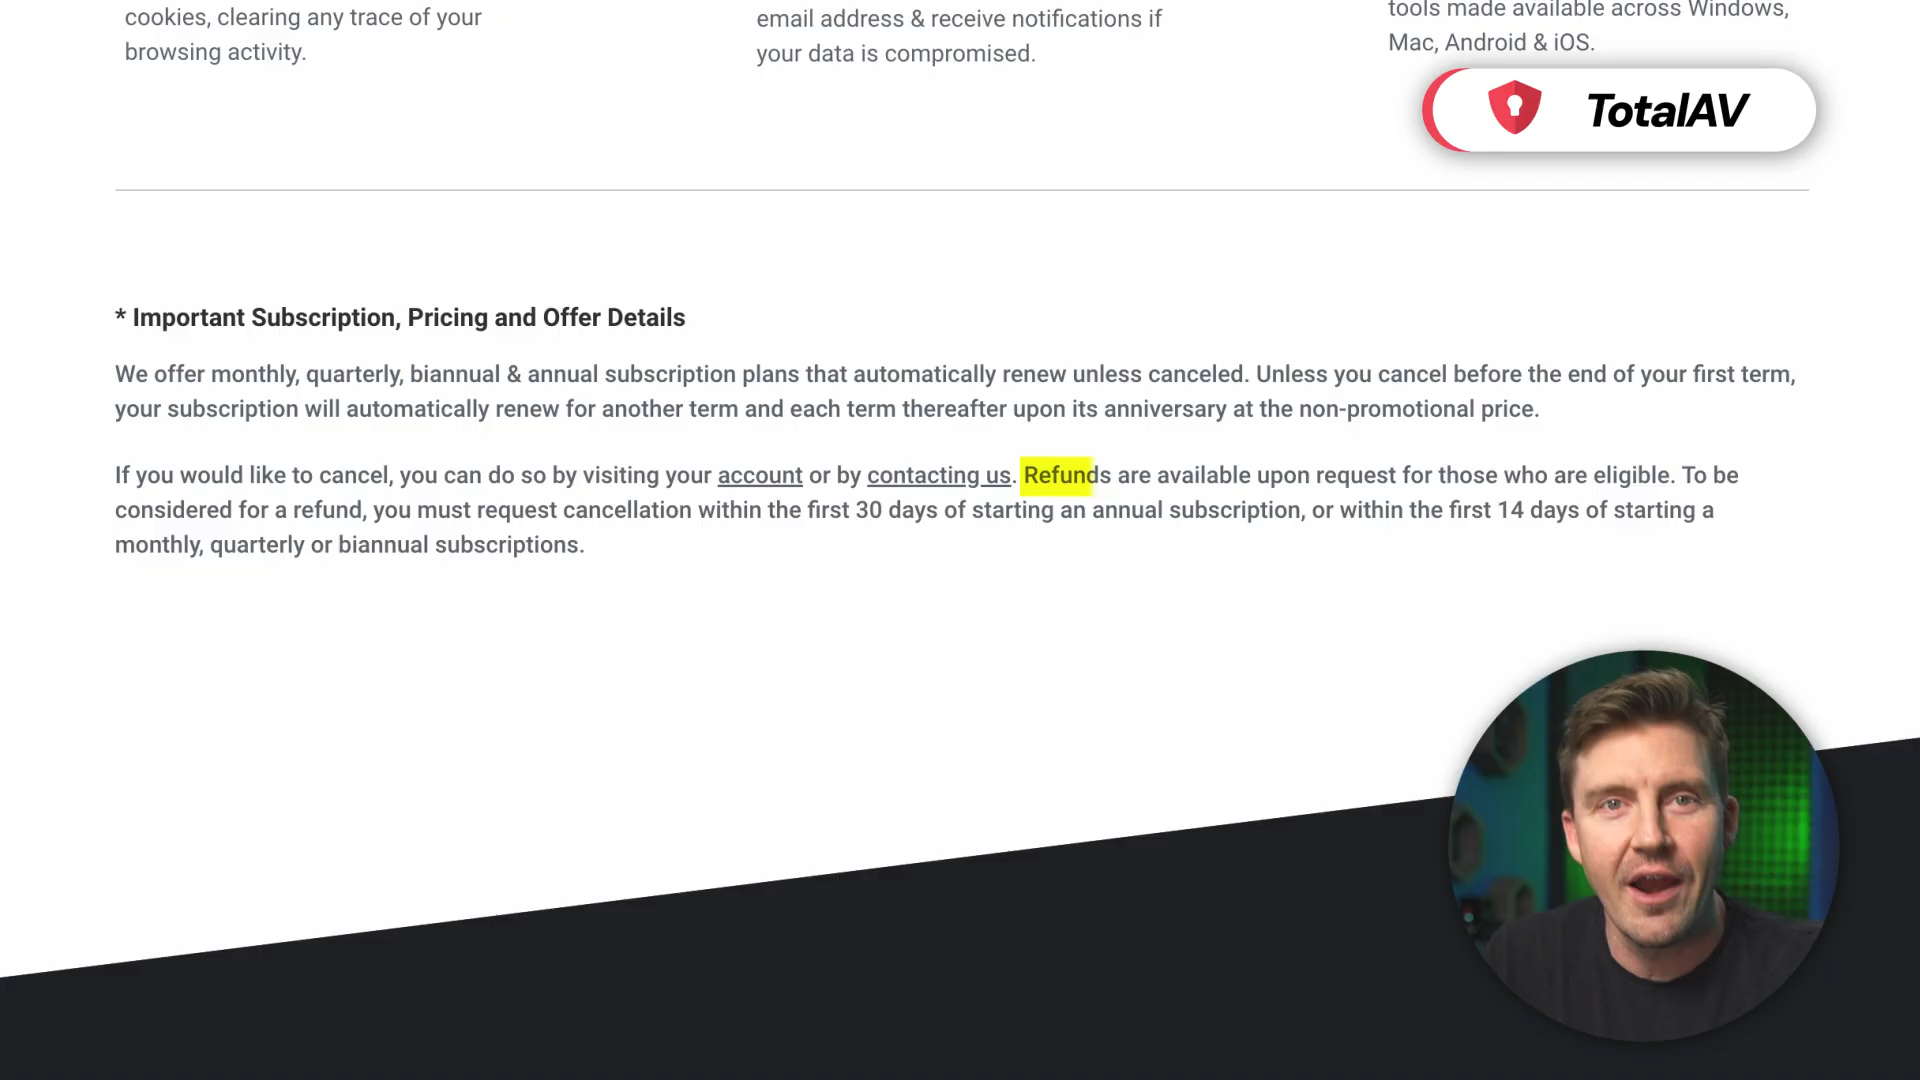 cookies, clearing any trace of your
browsing activity.
email address & receive notifications if
your data is compromised.
tools made available across Windows,
Mac, Android & iOS.
TotalAV
* Important Subscription, Pricing and Offer Details
We offer monthly, quarterly, biannual & annual subscription plans that automatically renew unless canceled. Unless you cancel before the end of your first term,
your subscription will automatically renew for another term and each term thereafter upon its anniversary at the non-promotional price.
If you would like to cancel, you can do so by visiting your account or by contacting us. Refunds are available upon request for those who are eligible. To be
considered for a refund, you must request cancellation within the first 30 days of starting an annual subscription, or within the first 14 days of starting a
monthly, quarterly or biannual subscriptions.